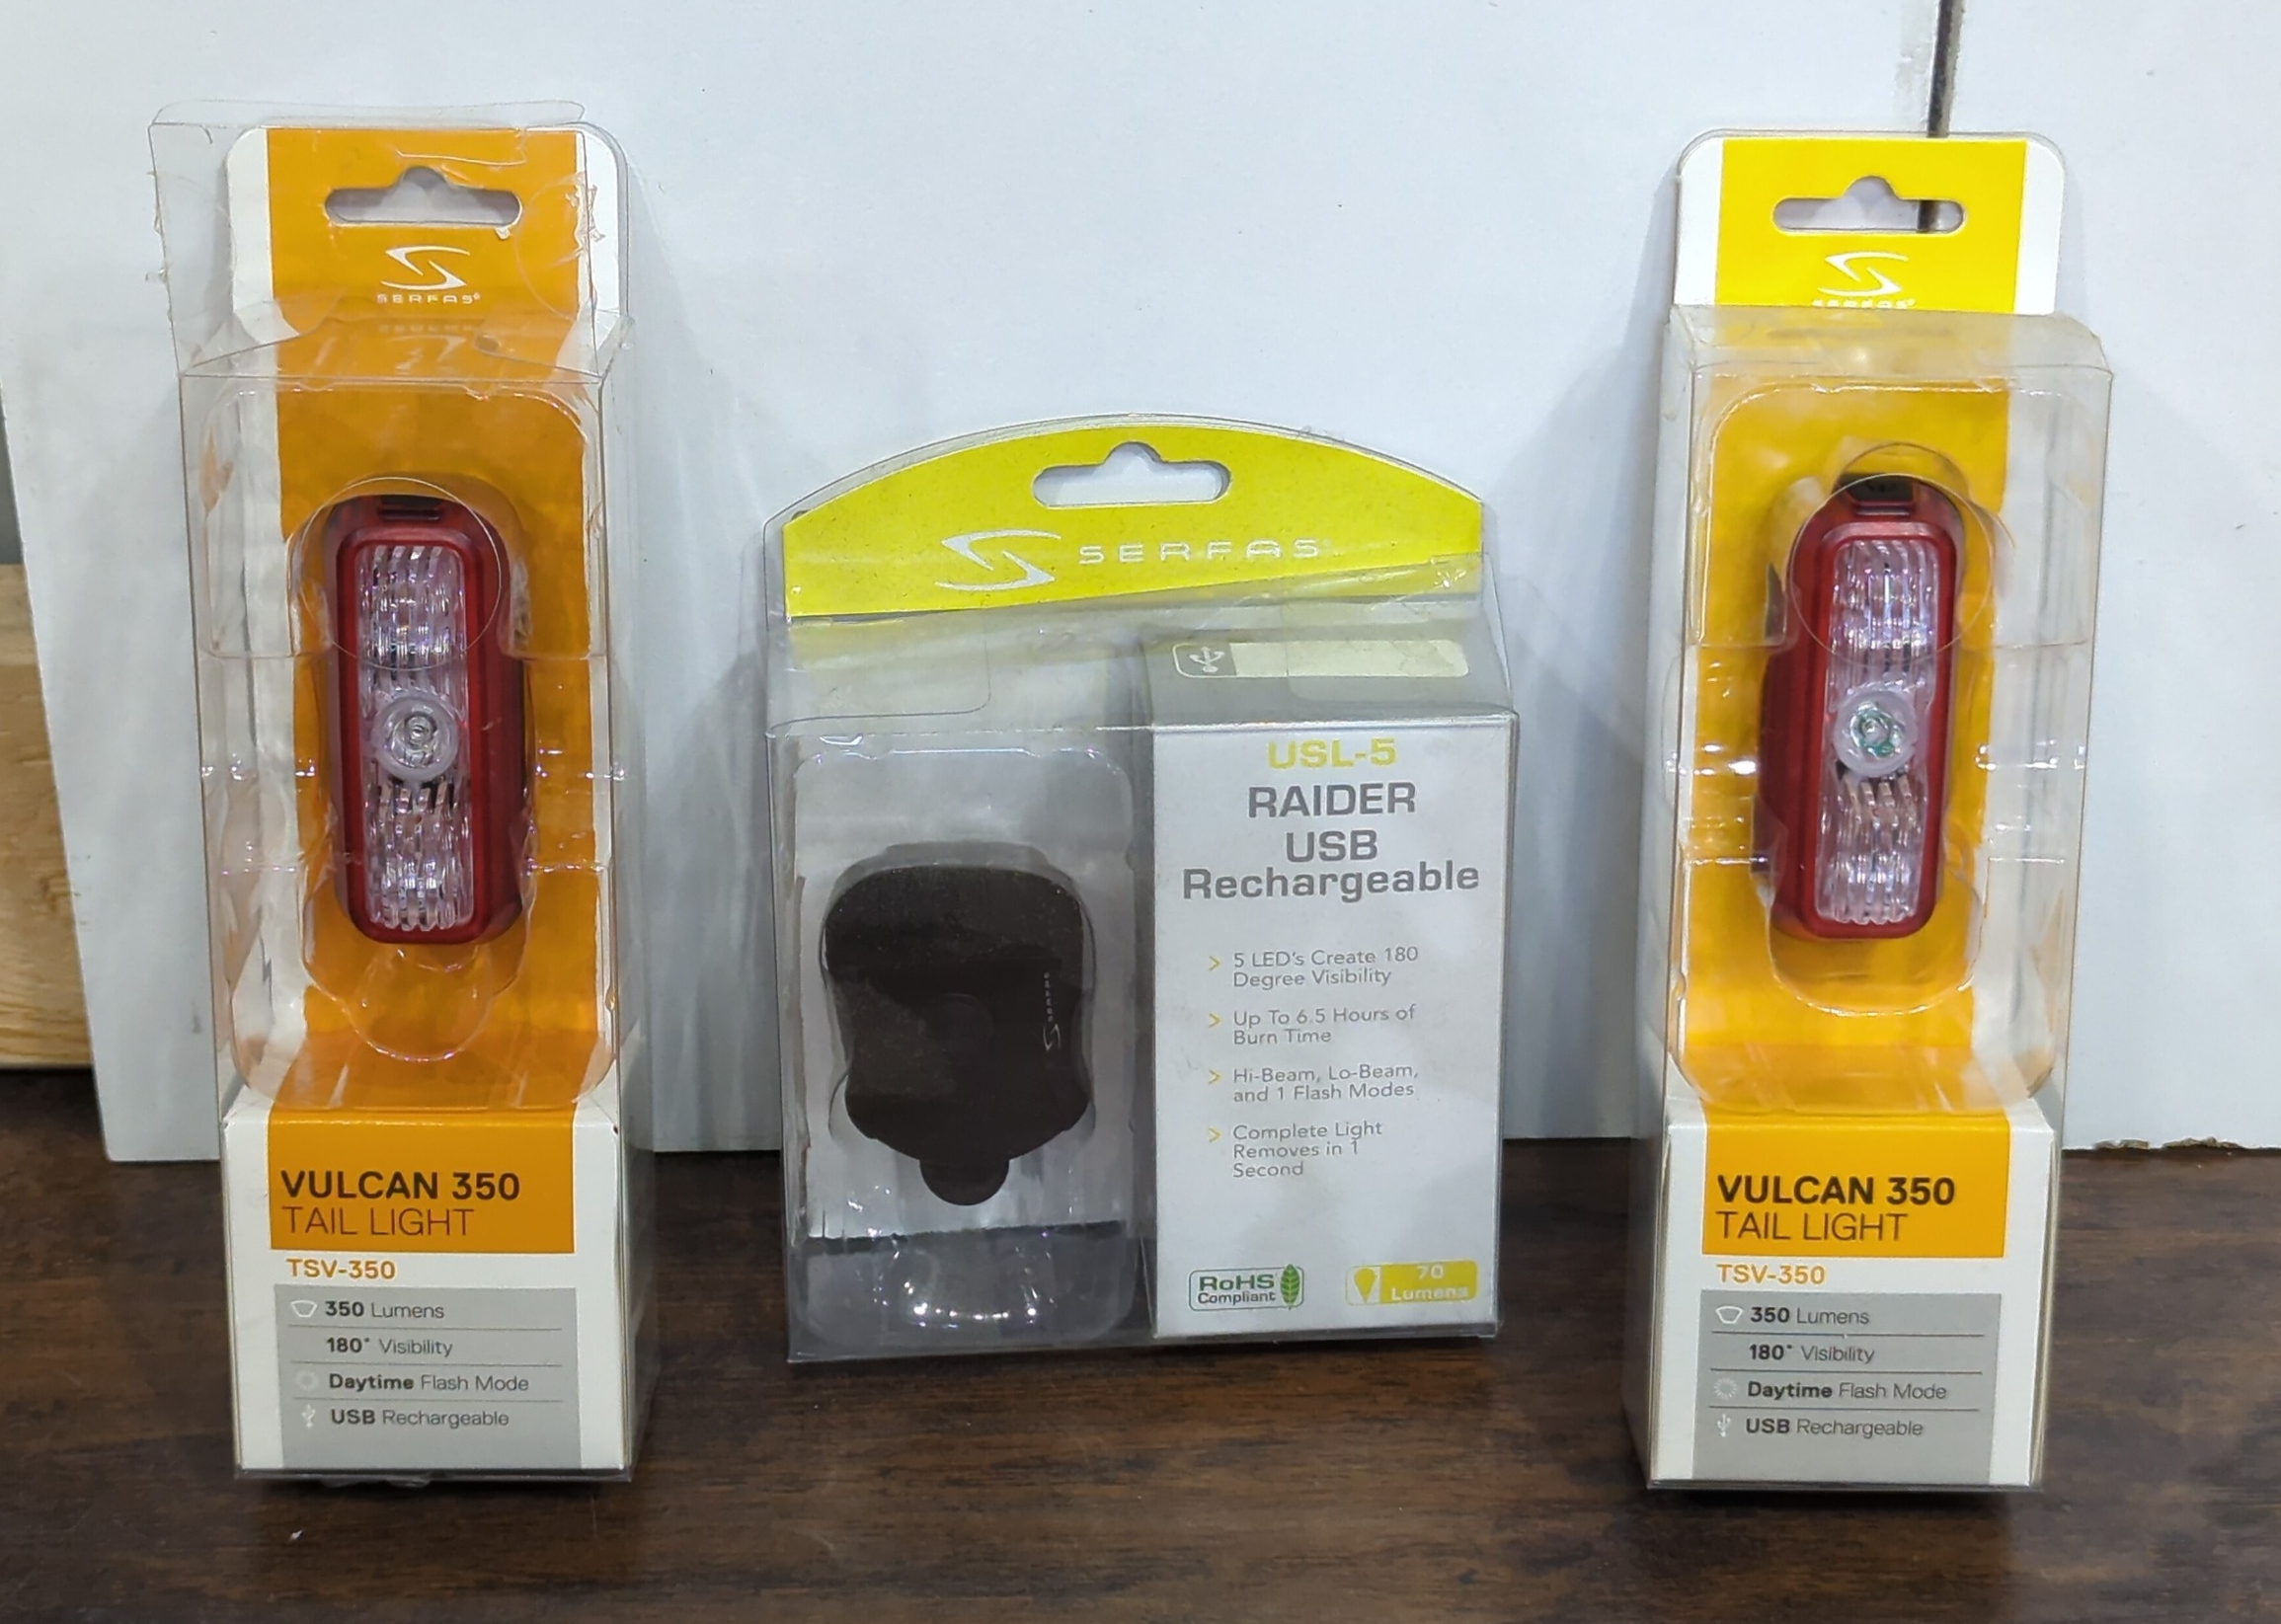 SERFAS
VULCAN 350
TAIL LIGHT
TSV-350
350 Lumens
180° Visibility
Daytime Flash Mode
USB Rechargeable
SERFAS
SERFAS
USL-5
RAIDER
USB
Rechargeable
> 5 LED's Create 180
Degree Visibility
> Up To 6.5 Hours of
Burn Time
> Hi-Beam, Lo-Beam,
and 1 Flash Modes
> Complete Light
Removes in 1
Second
RoHS
Compliant
70
Lumens
SERFAS
VULCAN 350
TAIL LIGHT
TSV-350
350 Lumens
180° Visibility
Daytime Flash Mode
USB Rechargeable